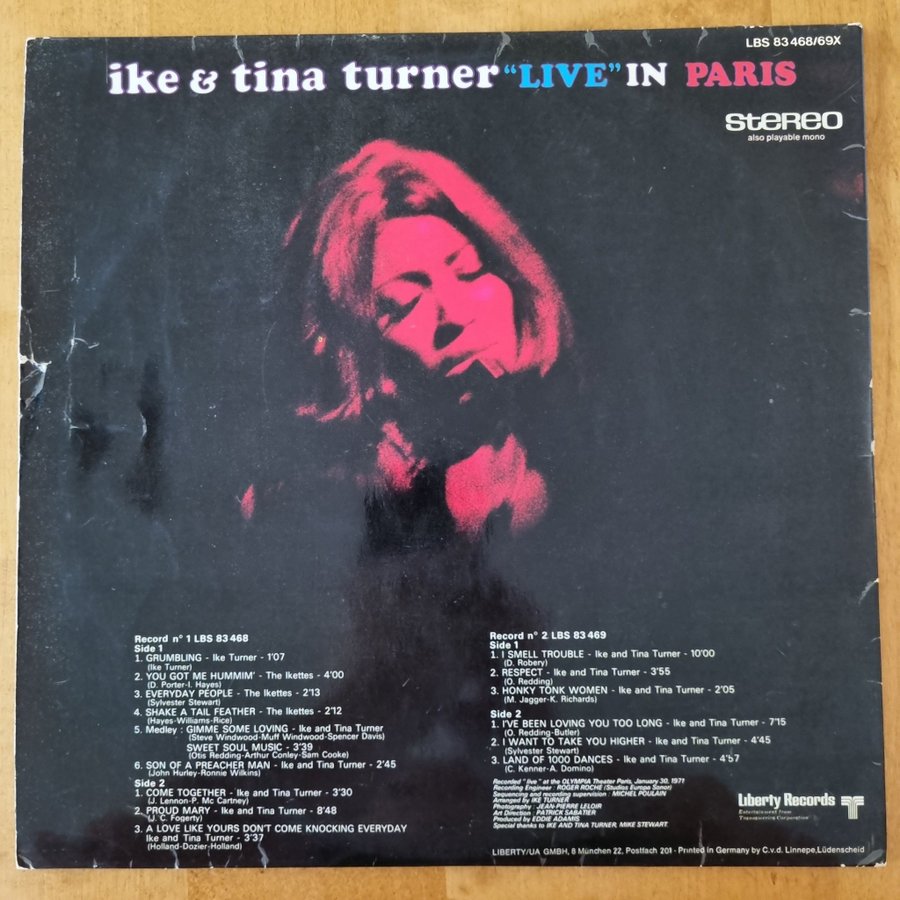 LBS 83 468/69X
ike & tina turner “LIVE” IN PARIS
STEREO
also playable mono
Record n° 1 LBS 83 468
Side 1
1. GRUMBLING - Ike Turner - 1'07
(Ike Turner)
2. YOU GOT ME HUMMIM' - The Ikettes - 4'00
(D. Porter-I. Hayes)
3. EVERYDAY PEOPLE - The Ikettes - 2'13
(Sylvester Stewart)
4. SHAKE A TAIL FEATHER - The Ikettes - 2'12
(Hayes-Williams-Rice)
5. Medley : GIMME SOME LOVING - Ike and Tina Turner
(Steve Windwood-Muff Windwood-Spencer Davis)
SWEET SOUL MUSIC - 3'39
(Otis Redding-Arthur Conley-Sam Cooke)
6. SON OF A PREACHER MAN - Ike and Tina Turner - 2'45
(John Hurley-Ronnie Wilkins)
Side 2
1. COME TOGETHER - Ike and Tina Turner - 3'30
(J. Lennon-P. Mc Cartney)
2. PROUD MARY - Ike and Tina Turner - 8'48
(J. C. Fogerty)
3. A LOVE LIKE YOURS DON'T COME KNOCKING EVERYDAY
Ike and Tina Turner - 3'37
(Holland-Dozier-Holland)
Record n° 2 LBS 83 469
Side 1
1. I SMELL TROUBLE - Ike and Tina Turner - 10'00
(D. Robery)
2. RESPECT - Ike and Tina Turner - 3'55
(O. Redding)
3. HONKY TONK WOMEN - Ike and Tina Turner - 2'05
(M. Jagger-K. Richards)
Side 2
1. I'VE BEEN LOVING YOU TOO LONG - Ike and Tina Turner - 7'15
(O. Redding-Butler)
2. I WANT TO TAKE YOU HIGHER - Ike and Tina Turner - 4'45
(Sylvester Stewart)
3. LAND OF 1000 DANCES - Ike and Tina Turner - 4'57
(C. Kenner-A. Domino)
Recorded "live" at the OLYMPIA Theater Paris, January 30, 1971
Recording Engineer : ROGER ROCHE (Studios Europa Sonor)
Sequencing and recording supervision : MICHEL POULAIN
Arranged by IKE TURNER
Photography : JEAN-PIERRE LELOIR
Art Direction : PATRICK SABATIER
Produced by EDDIE ADAMIS
Special thanks to IKE AND TINA TURNER, MIKE STEWART.
Liberty Records
Entertainment from
Transamerica Corporation
LIBERTY/UA GMBH, 8 München 22, Postfach 201 - Printed in Germany by C.v.d. Linnepe, Lüdenscheid